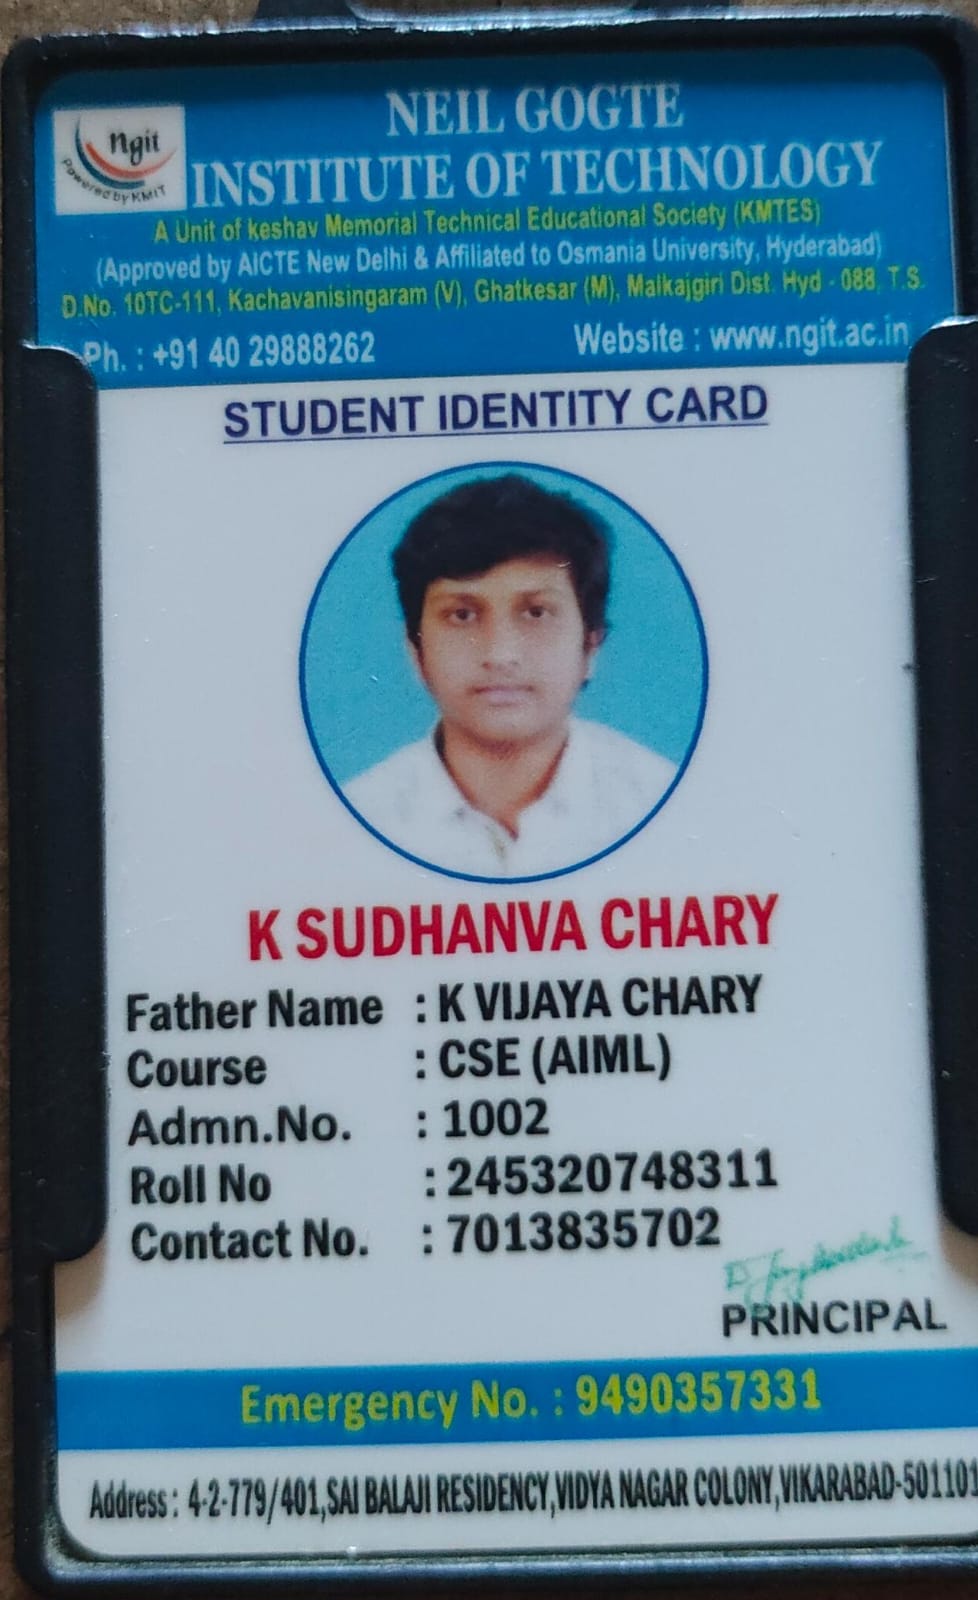 ngit
Powered by KMIT
NEIL GOGTE
INSTITUTE OF TECHNOLOGY
A Unit of keshav Memorial Technical Educational Society (KMTES)
(Approved by AICTE New Delhi & Affiliated to Osmania University, Hyderabad)
D.No. 10TC-111, Kachavanisingaram (V), Ghatkesar (M), Malkajgiri Dist. Hyd - 088, T.S.
Ph. : +91 40 29888262 Website : www.ngit.ac.in
STUDENT IDENTITY CARD
K SUDHANVA CHARY
Father Name : K VIJAYA CHARY
Course : CSE (AIML)
Admn.No. : 1002
Roll No : 245320748311
Contact No. : 7013835702
PRINCIPAL
Emergency No. : 9490357331
Address : 4-2-779/401,SAI BALAJI RESIDENCY,VIDYA NAGAR COLONY,VIKARABAD-501101